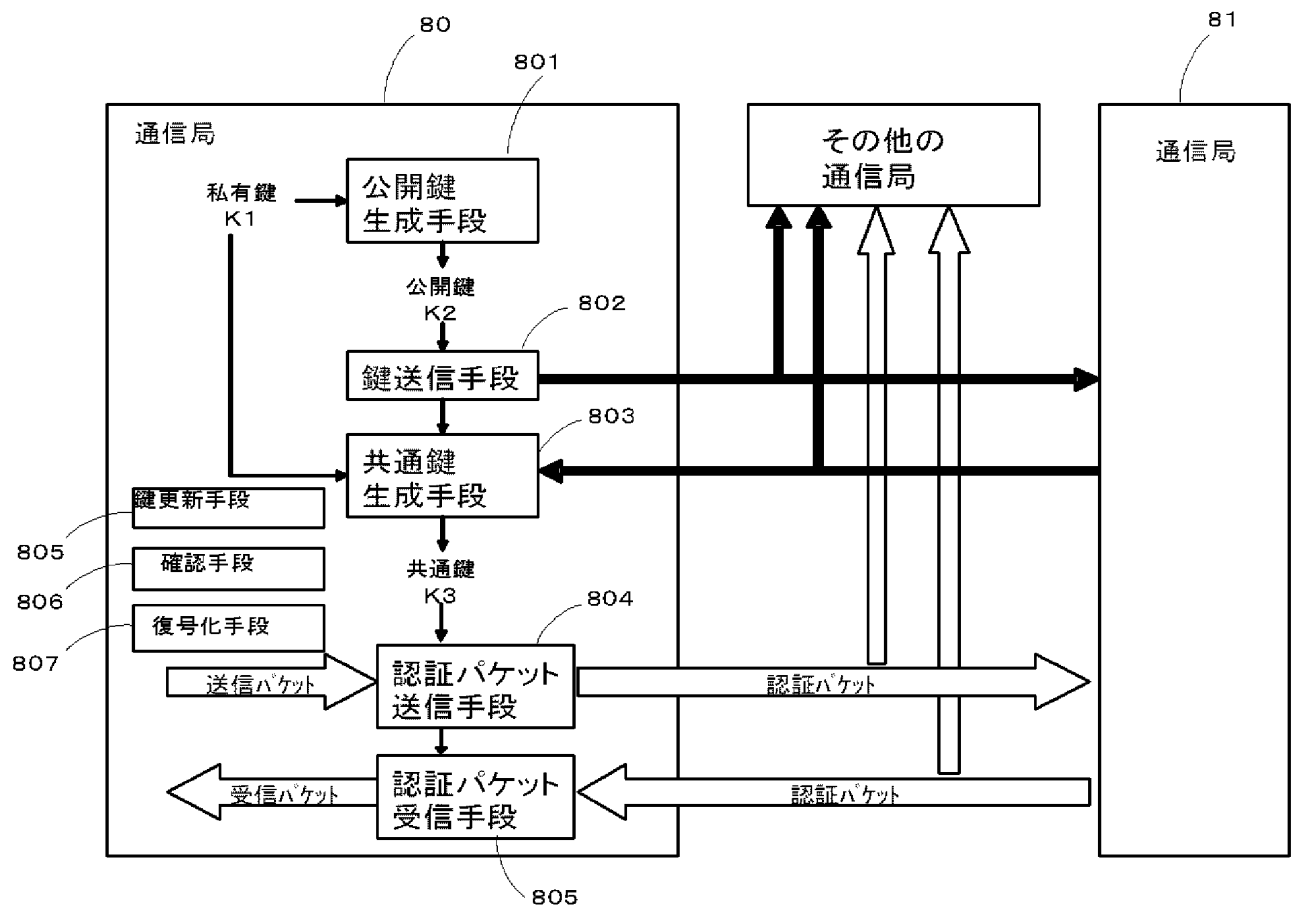 80
81
801
通信局
その他の
通信局
通信局
私有鍵
K1
公開鍵
生成手段
公開鍵
K2
802
鍵送信手段
803
共通鍵
生成手段
鍵更新手段
805
確認手段
806
共通鍵
K3
804
復号化手段
807
送信パケット
認証パケット
送信手段
認証パケット
受信パケット
認証パケット
受信手段
認証パケット
805